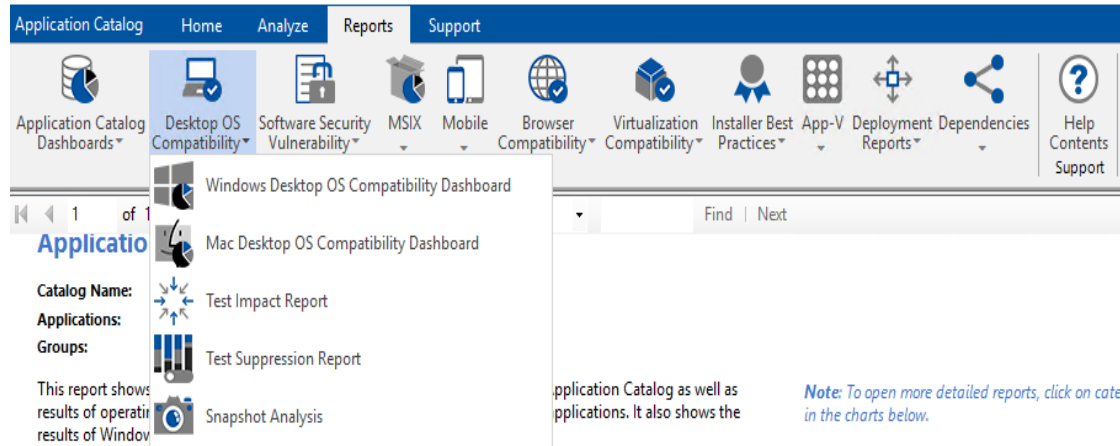 Application Catalog Home Analyze Reports Support
Application Catalog Dashboards
Desktop OS Compatibility
Software Security Vulnerability
MSIX
Mobile
Browser Compatibility
Virtualization Compatibility
Installer Best Practices
App-V
Deployment Reports
Dependencies
Help Contents
Support
Windows Desktop OS Compatibility Dashboard
1 of 1 Find | Next
Mac Desktop OS Compatibility Dashboard
Catalog Name:
Applications:
Test Impact Report
Groups:
Test Suppression Report
This report shows pplication Catalog as well as
results of operatin pplications. It also shows the
results of Window
Snapshot Analysis
Note: To open more detailed reports, click on cate
in the charts below.